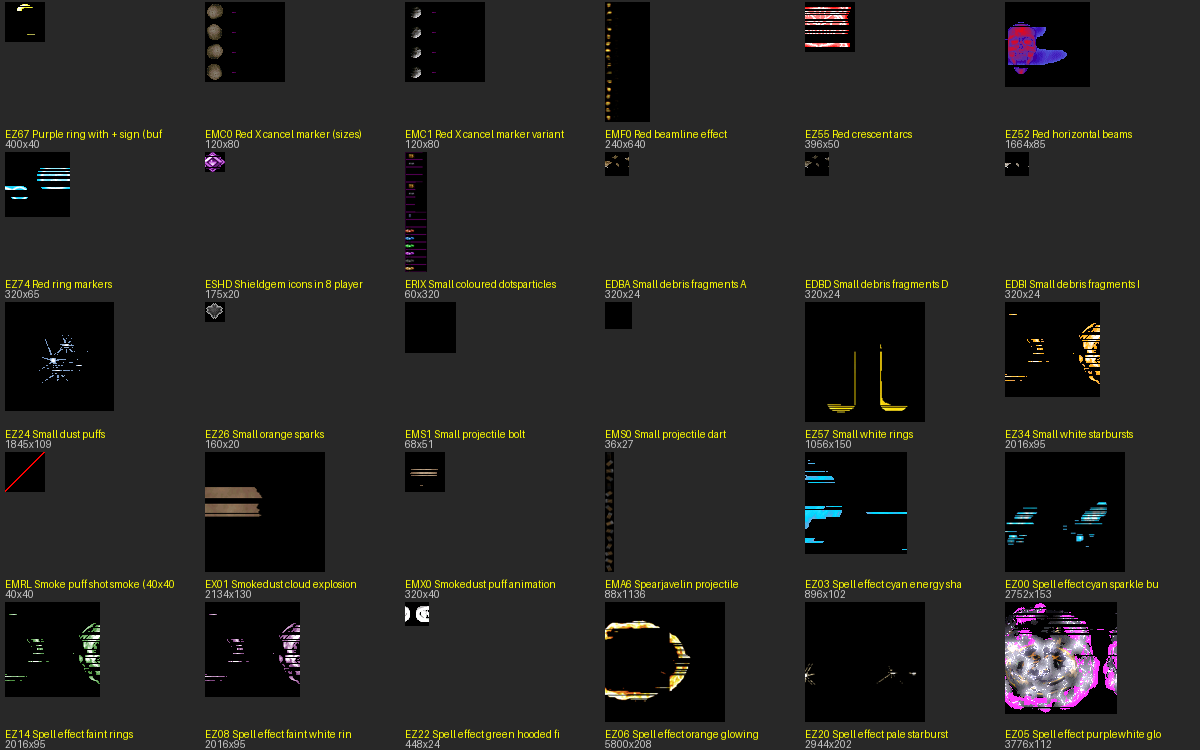 EZ67 Purple ring with + sign (buf
400x40
EMC0 Red X cancel marker (sizes)
120x80
EMC1 Red X cancel marker variant
120x80
EMF0 Red beamline effect
240x640
EZ55 Red crescent arcs
396x50
EZ52 Red horizontal beams
1664x85
EZ74 Red ring markers
320x65
ESHD Shieldgem icons in 8 player
175x20
ERIX Small coloured dotsparticles
60x320
EDBA Small debris fragments A
320x24
EDBD Small debris fragments D
320x24
EDBI Small debris fragments I
320x24
EZ24 Small dust puffs
1845x109
EZ26 Small orange sparks
160x20
EMS1 Small projectile bolt
68x51
EMS0 Small projectile dart
36x27
EZ57 Small white rings
1056x150
EZ34 Small white starbursts
2016x95
EMRL Smoke puffshotsmoke (40x40
40x40
EX01 Smokedust cloud explosion
2134x130
EMX0 Smokedust puff animation
320x40
EMA6 Spearjavelin projectile
88x1136
EZ03 Spell effect cyan energy sha
896x102
EZ00 Spell effect cyan sparkle bu
2752x153
EZ14 Spell effect faint rings
2016x95
EZ08 Spell effect faint white rin
2016x95
EZ22 Spell effect green hooded fi
448x24
EZ06 Spell effect orange glowing
5800x208
EZ20 Spell effect pale starburst
2944x202
EZ05 Spell effect purplewhite glo
3776x112